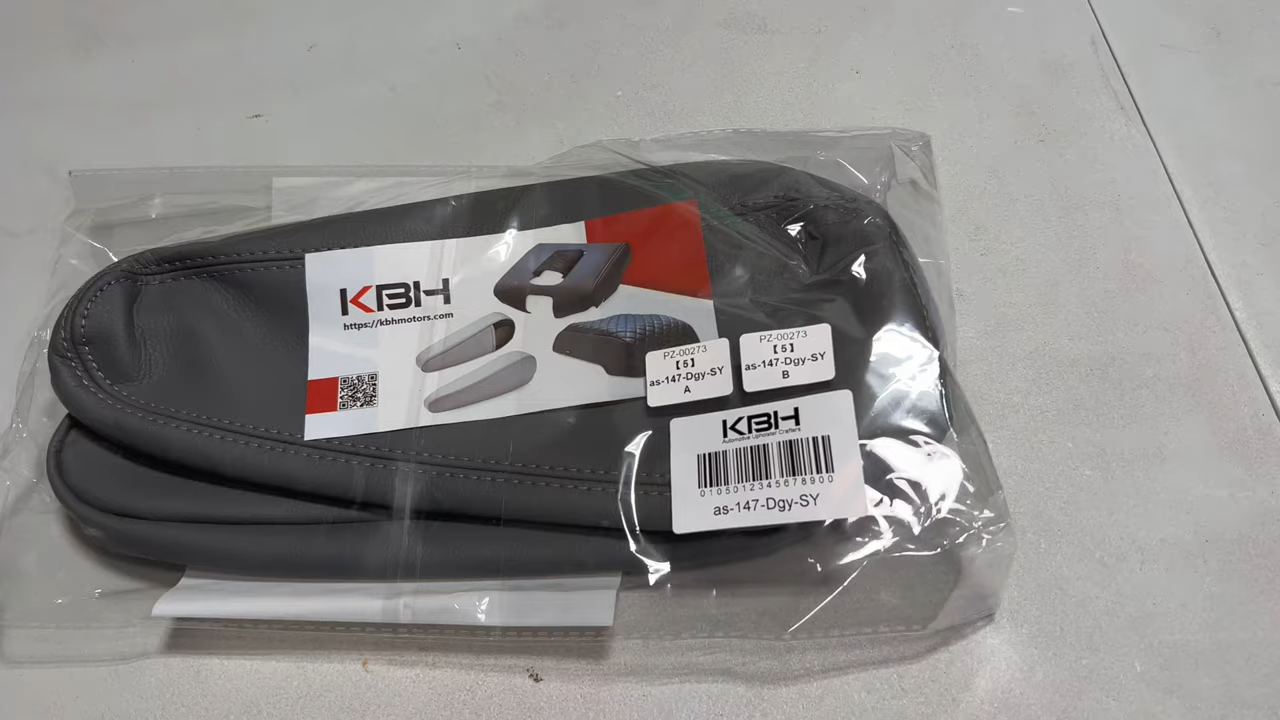 KBH
https://kbhmotors.com
PZ-00273
【5】
as-147-Dgy-SY
A
PZ-00273
【5】
as-147-Dgy-SY
B
KBH
Automotive Upholster Crafters
0105012345678900
as-147-Dgy-SY